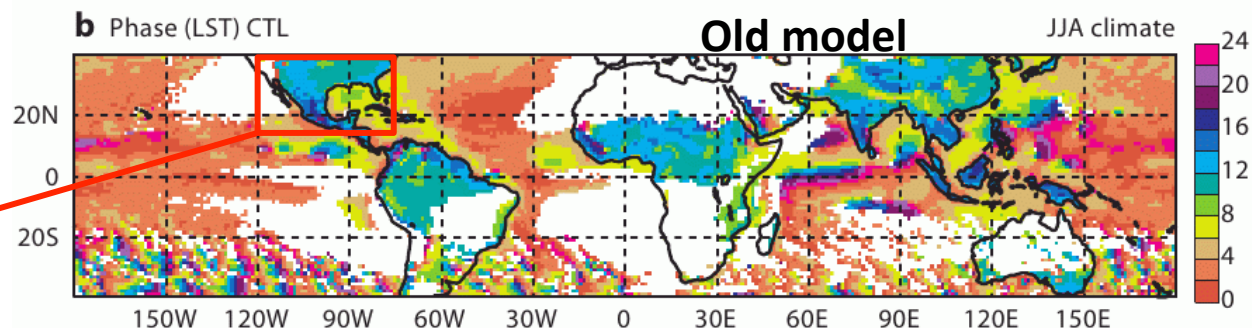 b Phase (LST) CTL
Old model
JJA climate
20N
0
20S
150W 120W 90W 60W 30W 0 30E 60E 90E 120E 150E
24
20
16
12
8
4
0